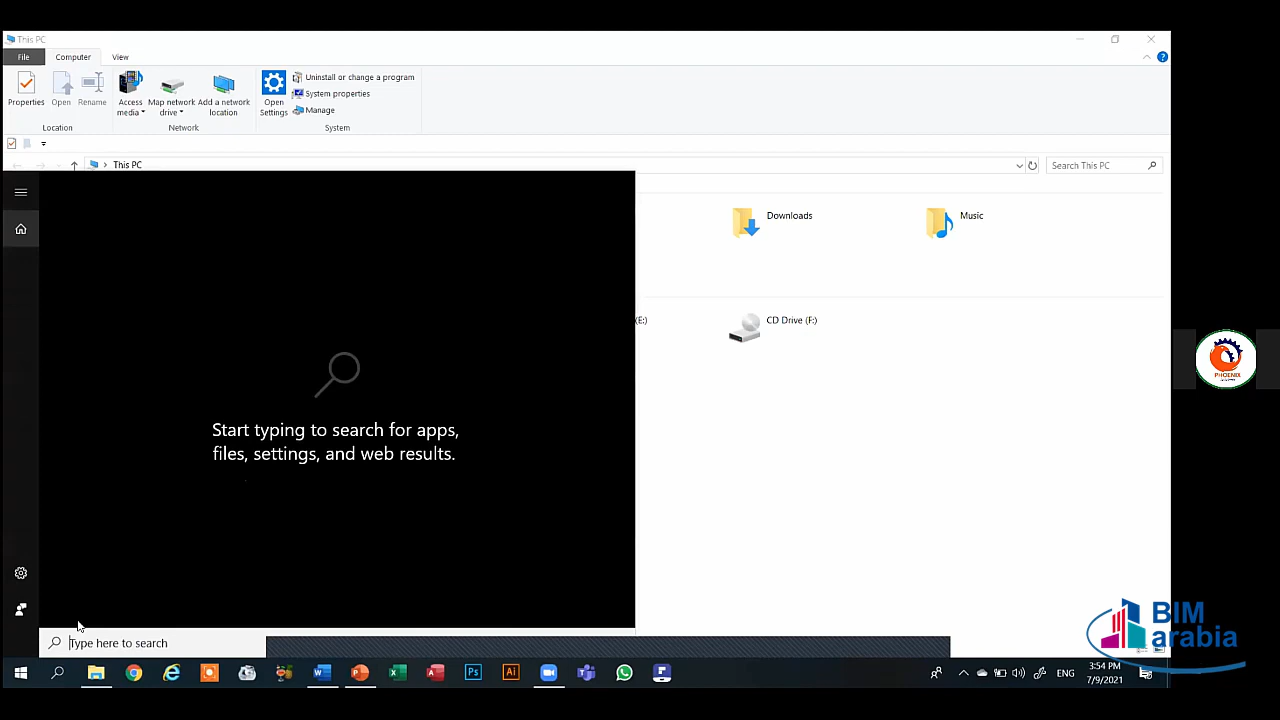 This PC
File Computer View
Properties Open Rename Access media Map network drive Add a network location Open Settings Uninstall or change a program
System properties
Manage
Location Network System
This PC
Search This PC
Downloads Music
(E:) CD Drive (F:)
Start typing to search for apps,
files, settings, and web results.
Type here to search
PHOENIX
BIM
arabia
Ps Ai
ENG
3:54 PM
7/9/2021